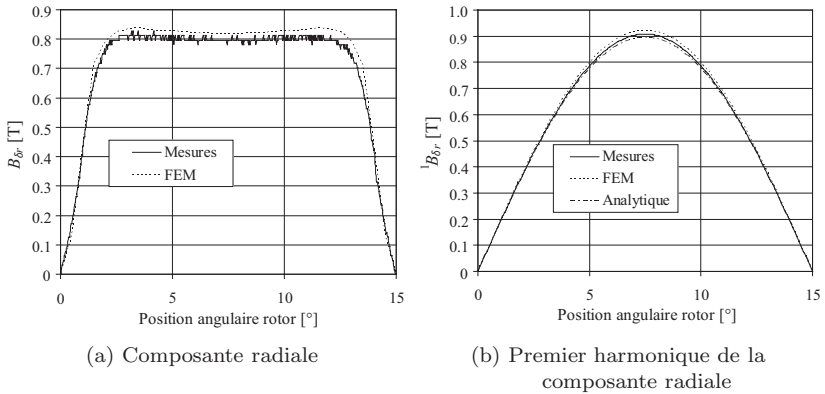 0.9
0.8
0.7
0.6
0.5
0.4
0.3
0.2
0.1
0
B𝛿r [T]
Mesures
FEM
0 5 10 15
Position angulaire rotor [°]
(a) Composante radiale
1.0
0.9
0.8
0.7
0.6
0.5
0.4
0.3
0.2
0.1
0
¹B𝛿r [T]
Mesures
FEM
Analytique
0 5 10 15
Position angulaire rotor [°]
(b) Premier harmonique de la
composante radiale